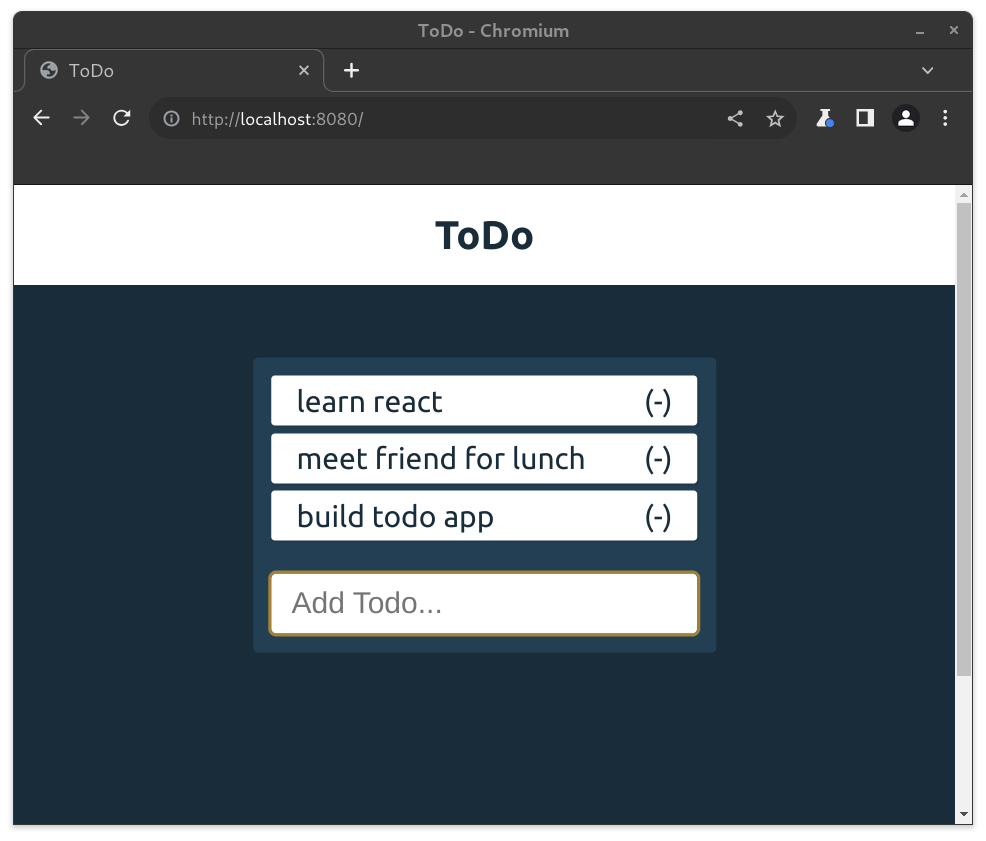 ToDo - Chromium
ToDo
http://localhost:8080/
ToDo
learn react (-)
meet friend for lunch (-)
build todo app (-)
Add Todo...